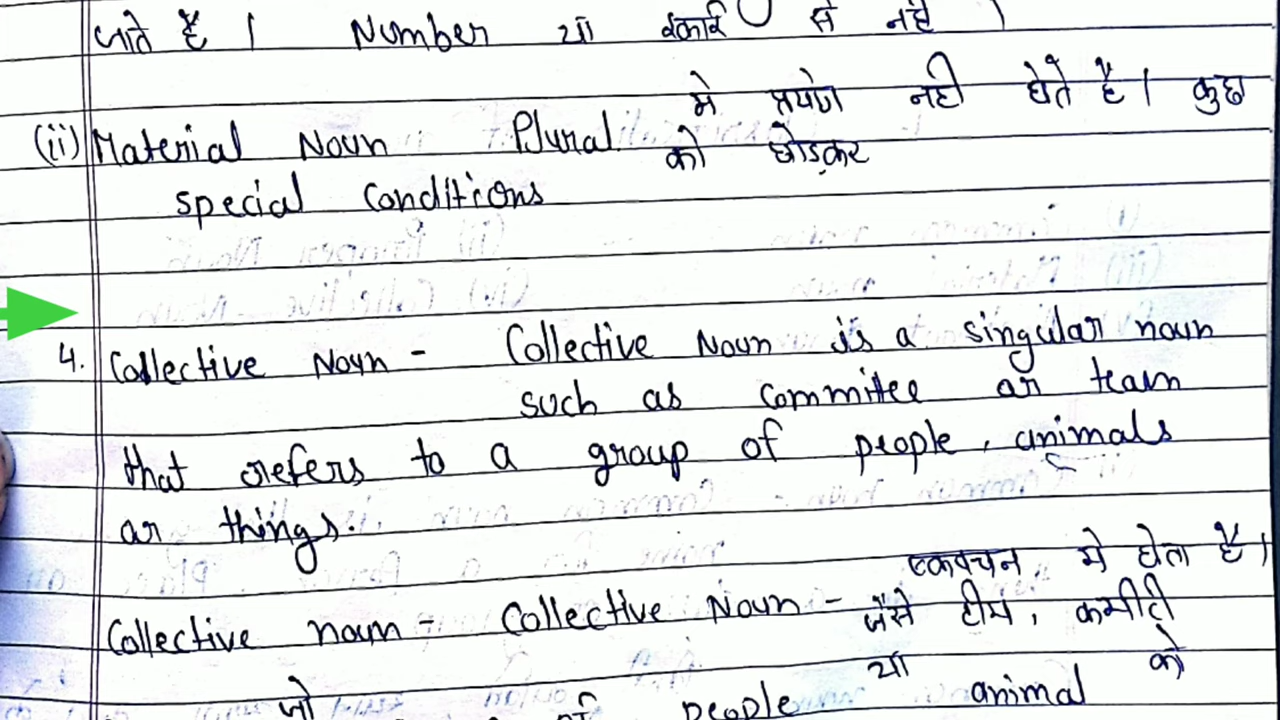 जाते है । Number या ईकाई से नहीं ।
में प्रयोग नही होते है । कुछ
(ii) Material Noun Plural को छोड़कर
special Conditions
4. Collective Noun - Collective Noun is a singular noun
such as committee or team
that refers to a group of people, animals
or things.
एकवचन में होता है ।
Collective noun - Collective Noun - जैसे टीम, कमीटी
या को
जो of people animal